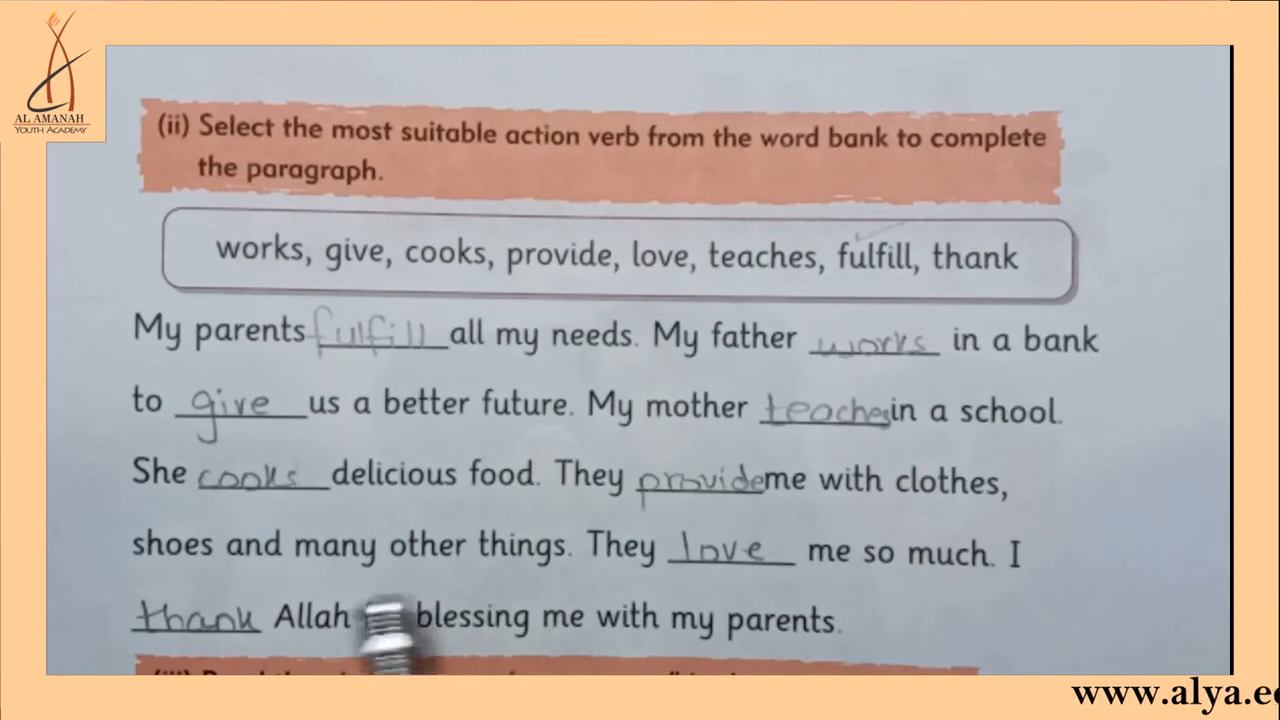 AL AMANAH
YOUTH ACADEMY
(ii) Select the most suitable action verb from the word bank to complete
the paragraph.
works, give, cooks, provide, love, teaches, fulfill, thank
My parents fulfill all my needs. My father works in a bank
to give us a better future. My mother teaches in a school.
She cooks delicious food. They provide me with clothes,
shoes and many other things. They love me so much. I
thank Allah blessing me with my parents.
www.alya.e